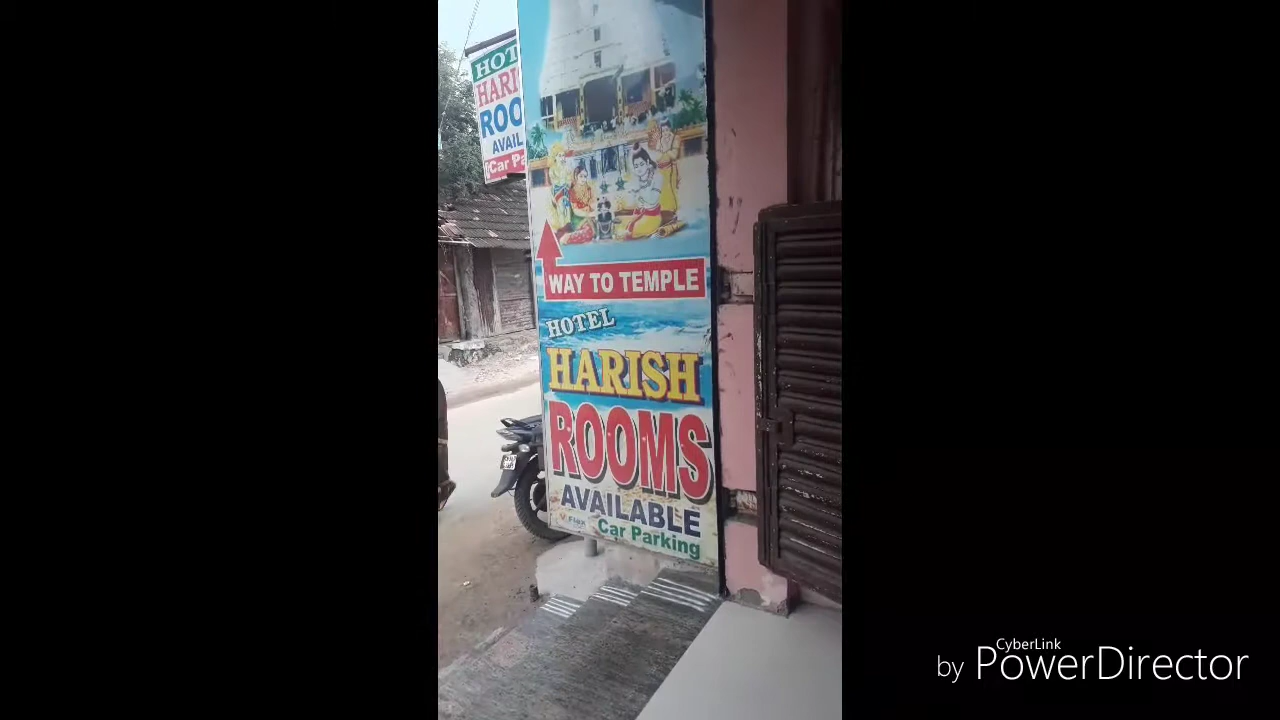 HOT
HARI
ROO
AVAIL
Car Pa
WAY TO TEMPLE
HOTEL
HARISH
ROOMS
AVAILABLE
Car Parking
CyberLink
by PowerDirector